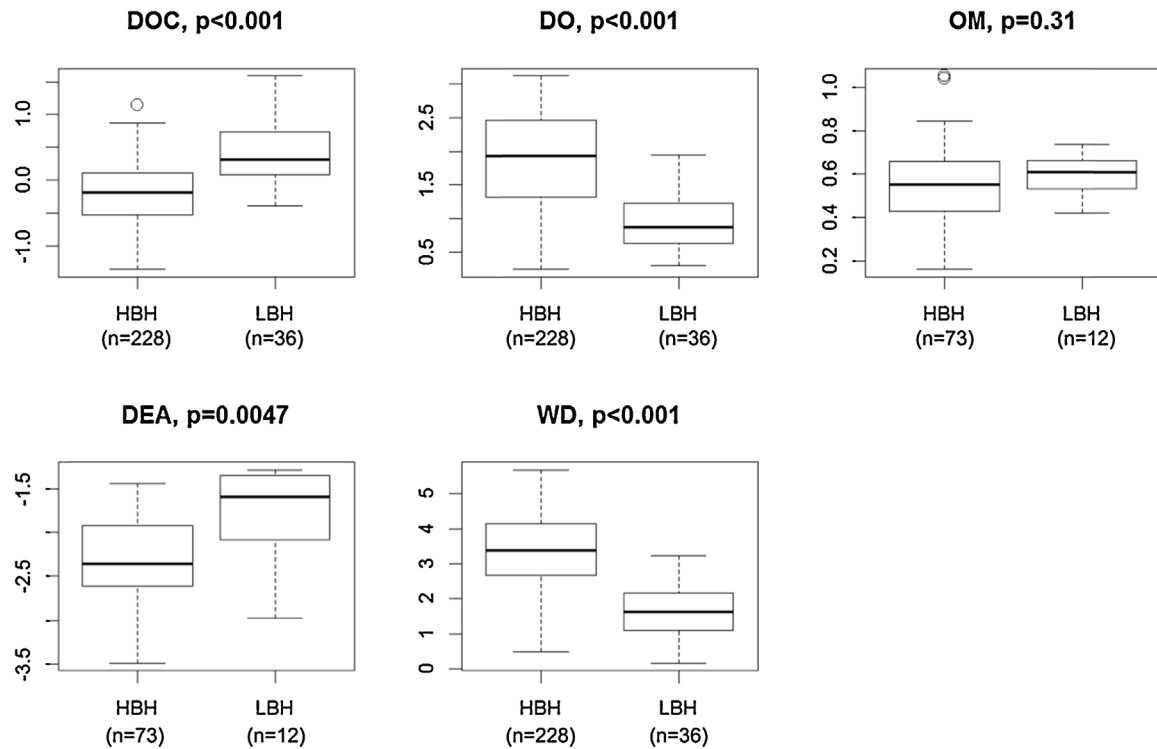 DOC, p<0.001
1.0
0.0
-1.0
HBH
(n=228)
LBH
(n=36)
DO, p<0.001
2.5
1.5
0.5
HBH
(n=228)
LBH
(n=36)
OM, p=0.31
1.0
0.8
0.6
0.4
0.2
HBH
(n=73)
LBH
(n=12)
DEA, p=0.0047
-1.5
-2.5
-3.5
HBH
(n=73)
LBH
(n=12)
WD, p<0.001
5
4
3
2
1
0
HBH
(n=228)
LBH
(n=36)